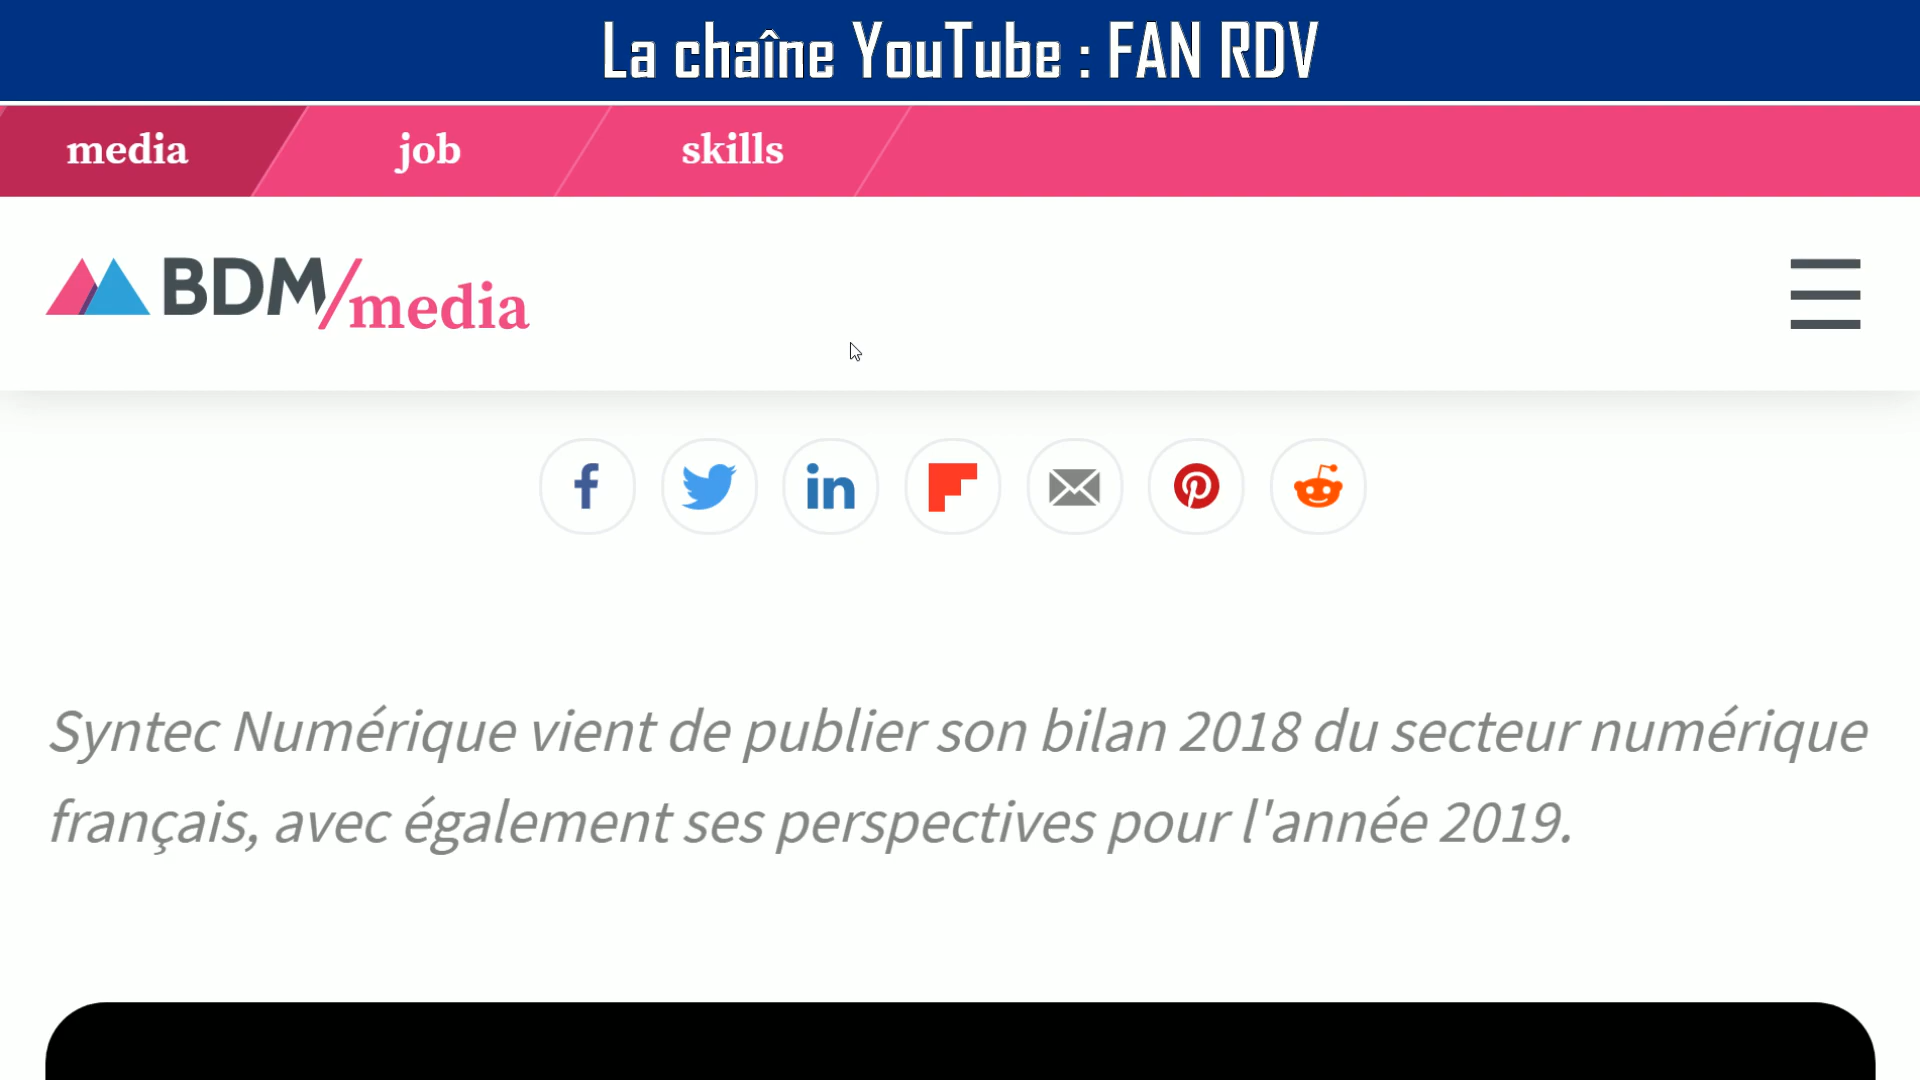 La chaîne YouTube : FAN RDV
media job skills
BDM/media
Syntec Numérique vient de publier son bilan 2018 du secteur numérique
français, avec également ses perspectives pour l'année 2019.